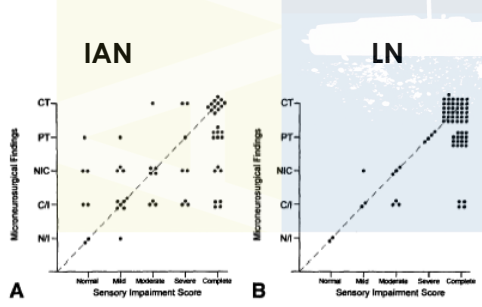 IAN
LN
Microneurosurgical Findings
CT
PT
NIC
C/I
N/I
Normal Mild Moderate Severe Complete
Sensory Impairment Score
A
Microneurosurgical Findings
CT
PT
NIC
C/I
N/I
Normal Mild Moderate Severe Complete
Sensory Impairment Score
B